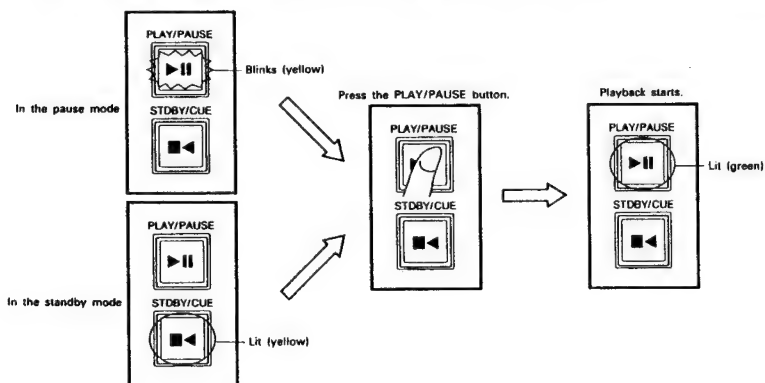 PLAY/PAUSE
Blinks (yellow)
In the pause mode
STDBY/CUE
PLAY/PAUSE
In the standby mode
STDBY/CUE
Lit (yellow)
Press the PLAY/PAUSE button.
PLAY/PAUSE
STDBY/CUE
Playback starts.
PLAY/PAUSE
Lit (green)
STDBY/CUE